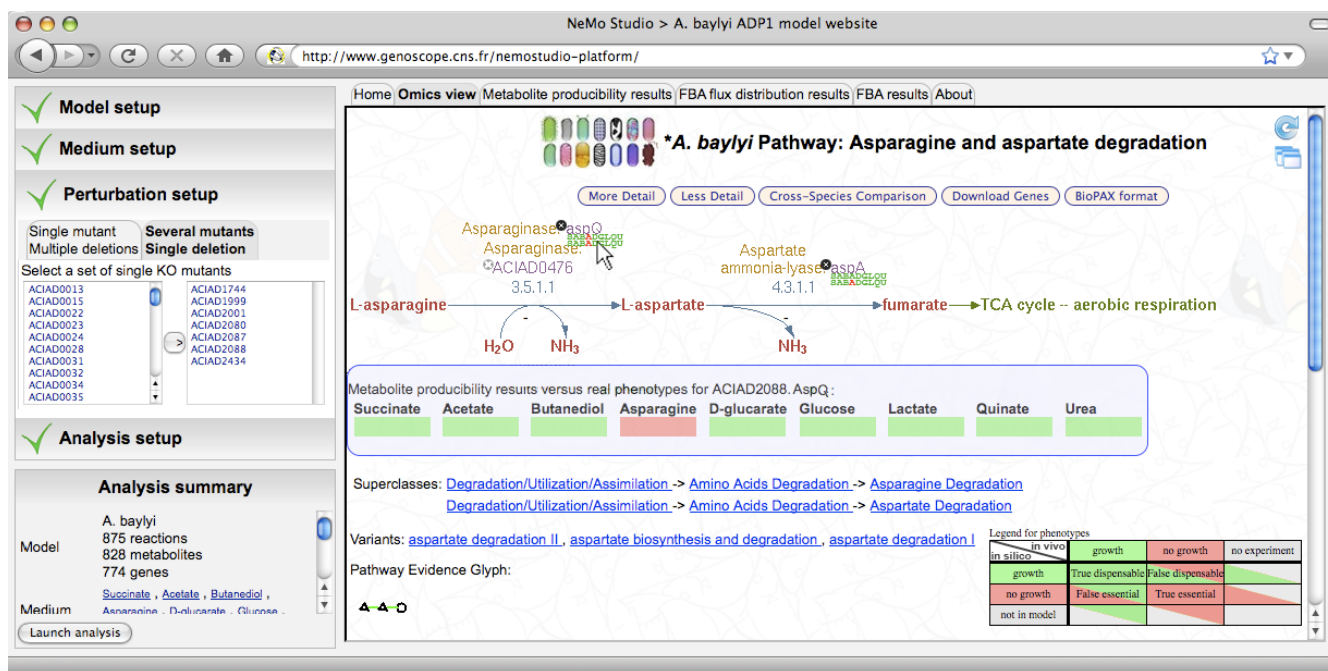 NeMo Studio > A. baylyi ADP1 model website
http://www.genoscope.cns.fr/nemostudio-platform/
Model setup
Medium setup
Perturbation setup
Single mutant Several mutants
Multiple deletions Single deletion
Select a set of single KO mutants
ACIAD0013
ACIAD0015
ACIAD0022
ACIAD0023
ACIAD0024
ACIAD0028
ACIAD0031
ACIAD0032
ACIAD0034
ACIAD0035
>
ACIAD1744
ACIAD1999
ACIAD2001
ACIAD2080
ACIAD2087
ACIAD2088
ACIAD2434
Analysis setup
Analysis summary
Model
A. baylyi
875 reactions
828 metabolites
774 genes
Medium
Succinate , Acetate , Butanediol ,
Asparagine , D-glucarate , Glucose ,
Launch analysis
Home Omics view Metabolite producibility results FBA flux distribution results FBA results About
*A. baylyi Pathway: Asparagine and aspartate degradation
More Detail Less Detail Cross-Species Comparison Download Genes BioPAX format
Asparaginase: aspQ
SABADGLQU
Asparaginase:
SABADGLQU
ACIAD0476
3.5.1.1
Aspartate
ammonia-lyase: aspA
SABADGLQU
SABADGLQU
4.3.1.1
L-asparagine L-aspartate fumarate TCA cycle -- aerobic respiration
- -
H2O NH3 NH3
Metabolite producibility results versus real phenotypes for ACIAD2088. AspQ :
Succinate Acetate Butanediol Asparagine D-glucarate Glucose Lactate Quinate Urea
Superclasses: Degradation/Utilization/Assimilation -> Amino Acids Degradation -> Asparagine Degradation
Degradation/Utilization/Assimilation -> Amino Acids Degradation -> Aspartate Degradation
Variants: aspartate degradation II , aspartate biosynthesis and degradation , aspartate degradation I
Pathway Evidence Glyph:
Legend for phenotypes
in vivo
in silico
growth no growth no experiment
growth True dispensable False dispensable
no growth False essential True essential
not in model